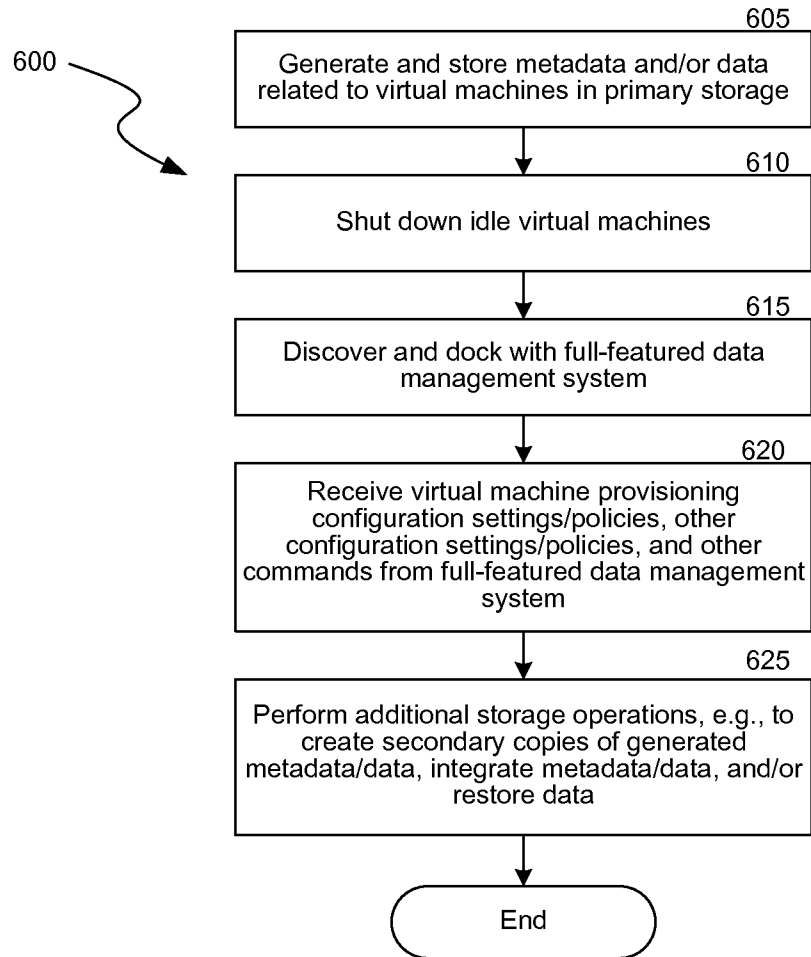 605
600
Generate and store metadata and/or data
related to virtual machines in primary storage
610
Shut down idle virtual machines
615
Discover and dock with full-featured data
management system
620
Receive virtual machine provisioning
configuration settings/policies, other
configuration settings/policies, and other
commands from full-featured data management
system
625
Perform additional storage operations, e.g., to
create secondary copies of generated
metadata/data, integrate metadata/data, and/or
restore data
End